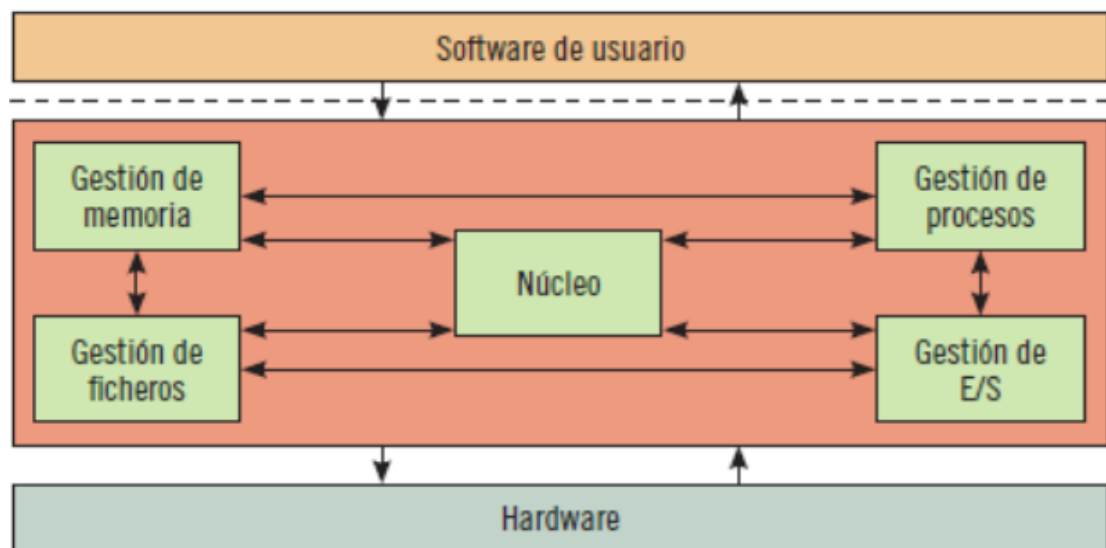 Software de usuario
Gestión de
memoria
Gestión de
procesos
Núcleo
Gestión de
ficheros
Gestión de
E/S
Hardware